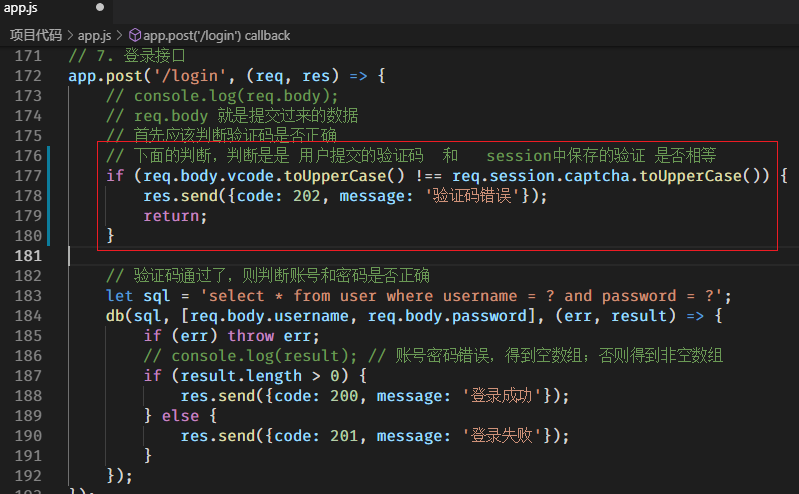 app.js
项目代码 > app.js > app.post('/login') callback
171 // 7. 登录接口
172 app.post('/login', (req, res) => {
173 // console.log(req.body);
174 // req.body 就是提交过来的数据
175 // 首先应该判断验证码是否正确
176 // 下面的判断，判断是是 用户提交的验证码 和 session中保存的验证 是否相等
177 if (req.body.vcode.toUpperCase() !== req.session.captcha.toUpperCase()) {
178 res.send({code: 202, message: '验证码错误'});
179 return;
180 }
181
182 // 验证码通过了，则判断账号和密码是否正确
183 let sql = 'select * from user where username = ? and password = ?';
184 db(sql, [req.body.username, req.body.password], (err, result) => {
185 if (err) throw err;
186 // console.log(result); // 账号密码错误，得到空数组；否则得到非空数组
187 if (result.length > 0) {
188 res.send({code: 200, message: '登录成功'});
189 } else {
190 res.send({code: 201, message: '登录失败'});
191 }
192 });
193 });